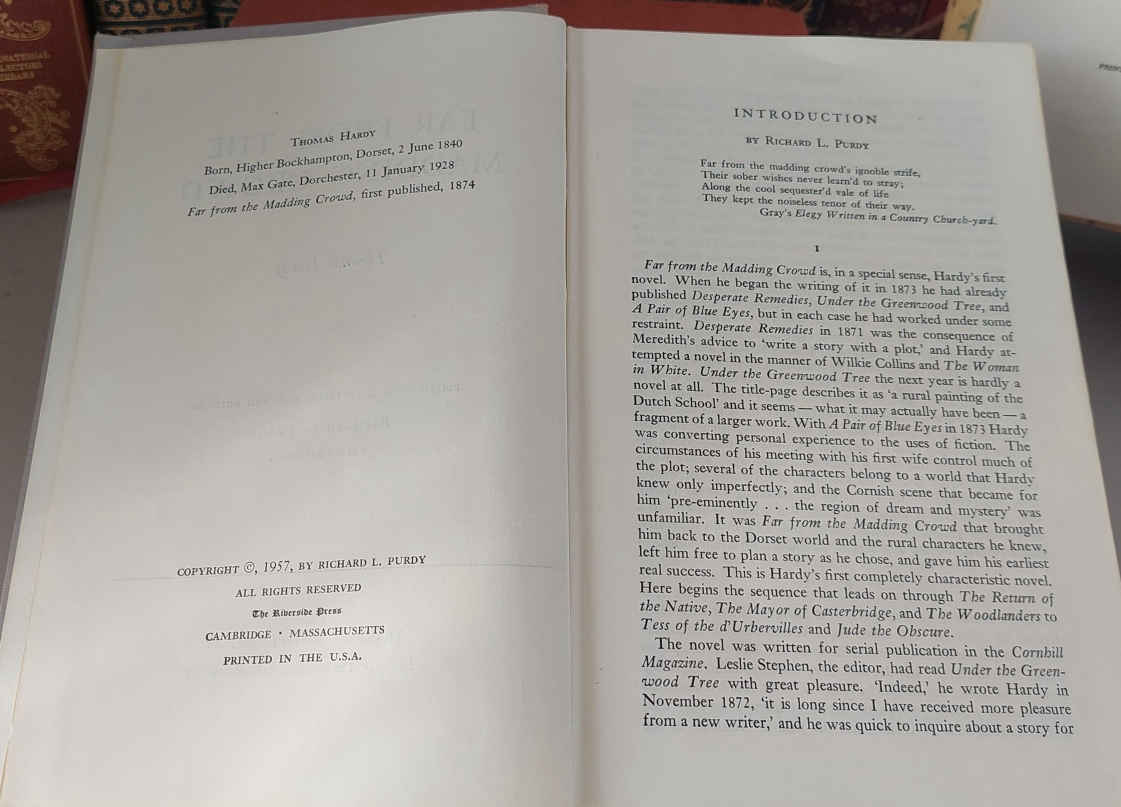 THOMAS HARDY
Born, Higher Bockhampton, Dorset, 2 June 1840
Died, Max Gate, Dorchester, 11 January 1928
Far from the Madding Crowd, first published, 1874
COPYRIGHT ©, 1957, BY RICHARD L. PURDY
ALL RIGHTS RESERVED
The Riverside Press
CAMBRIDGE · MASSACHUSETTS
PRINTED IN THE U.S.A.
INTRODUCTION
BY RICHARD L. PURDY
Far from the madding crowd's ignoble strife,
Their sober wishes never learn'd to stray;
Along the cool sequester'd vale of life
They kept the noiseless tenor of their way.
Gray's Elegy Written in a Country Church-yard.
I
Far from the Madding Crowd is, in a special sense, Hardy's first
novel. When he began the writing of it in 1873 he had already
published Desperate Remedies, Under the Greenwood Tree, and
A Pair of Blue Eyes, but in each case he had worked under some
restraint. Desperate Remedies in 1871 was the consequence of
Meredith's advice to ‘write a story with a plot,’ and Hardy at-
tempted a novel in the manner of Wilkie Collins and The Woman
in White. Under the Greenwood Tree the next year is hardly a
novel at all. The title-page describes it as ‘a rural painting of the
Dutch School’ and it seems — what it may actually have been — a
fragment of a larger work. With A Pair of Blue Eyes in 1873 Hardy
was converting personal experience to the uses of fiction. The
circumstances of his meeting with his first wife control much of
the plot; several of the characters belong to a world that Hardy
knew only imperfectly; and the Cornish scene that became for
him ‘pre-eminently . . . the region of dream and mystery’ was
unfamiliar. It was Far from the Madding Crowd that brought
him back to the Dorset world and the rural characters he knew,
left him free to plan a story as he chose, and gave him his earliest
real success. This is Hardy's first completely characteristic novel.
Here begins the sequence that leads on through The Return of
the Native, The Mayor of Casterbridge, and The Woodlanders to
Tess of the d'Urbervilles and Jude the Obscure.
The novel was written for serial publication in the Cornhill
Magazine. Leslie Stephen, the editor, had read Under the Green-
wood Tree with great pleasure. ‘Indeed,’ he wrote Hardy in
November 1872, ‘it is long since I have received more pleasure
from a new writer,’ and he was quick to inquire about a story for